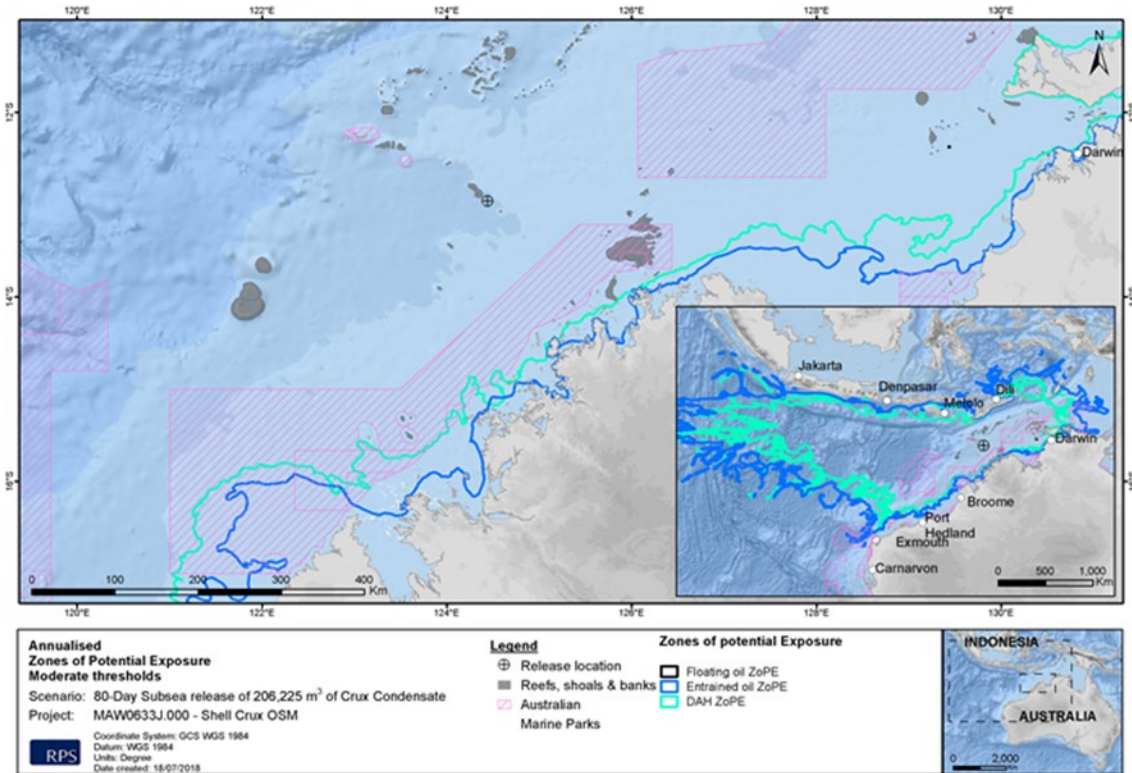 120°E 122°E 124°E 126°E 128°E 130°E
N
12°S 12°S
Darwin
14°S 14°S
16°S
0 100 200 300 400
Km
120°E 122°E 124°E 126°E 128°E 130°E
Jakarta
Denpasar
Dili
Melolo
Darwin
Broome
Port
Hedland
Exmouth
Carnarvon
0 500 1,000
Km
Annualised
Zones of Potential Exposure
Moderate thresholds
Scenario: 80-Day Subsea release of 206,225 m³ of Crux Condensate
Project: MAW0633J.000 - Shell Crux OSM
RPS
Coordinate System: GCS WGS 1984
Datum: WGS 1984
Units: Degree
Date created: 18/07/2018
Legend
Release location
Reefs, shoals & banks
Australian
Marine Parks
Zones of potential Exposure
Floating oil ZoPE
Entrained oil ZoPE
DAH ZoPE
INDONESIA
AUSTRALIA
0 2,000